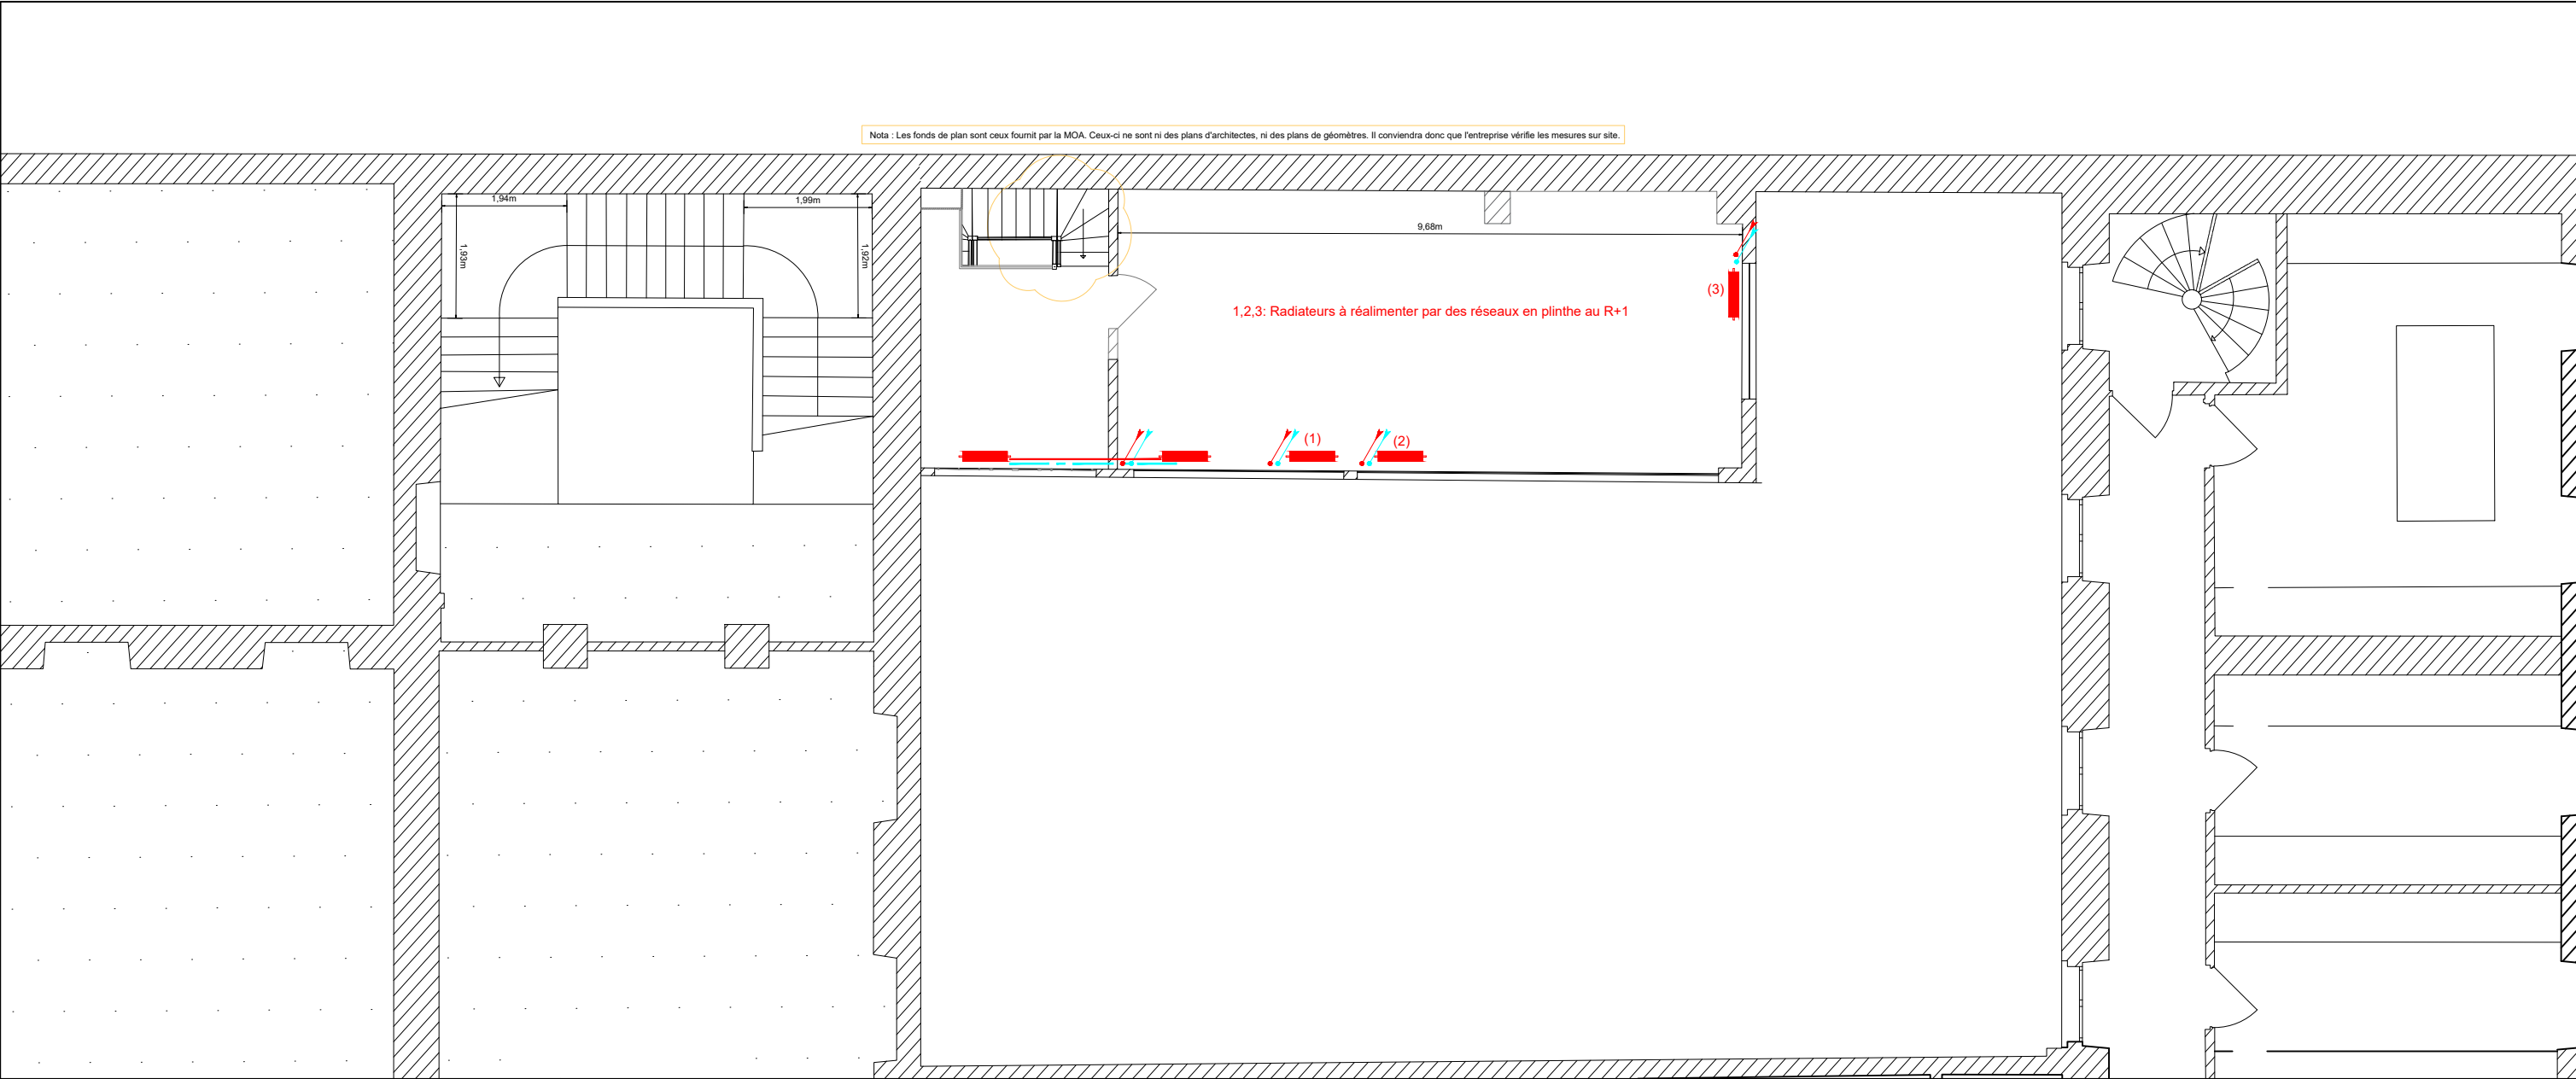 Nota : Les fonds de plan sont ceux fournit par la MOA. Ceux-ci ne sont ni des plans d'architectes, ni des plans de géomètres. Il conviendra donc que l'entreprise vérifie les mesures sur site.
1,94m
1,99m
1,93m
1,92m
9,68m
(3)
1,2,3: Radiateurs à réalimenter par des réseaux en plinthe au R+1
(1)
(2)